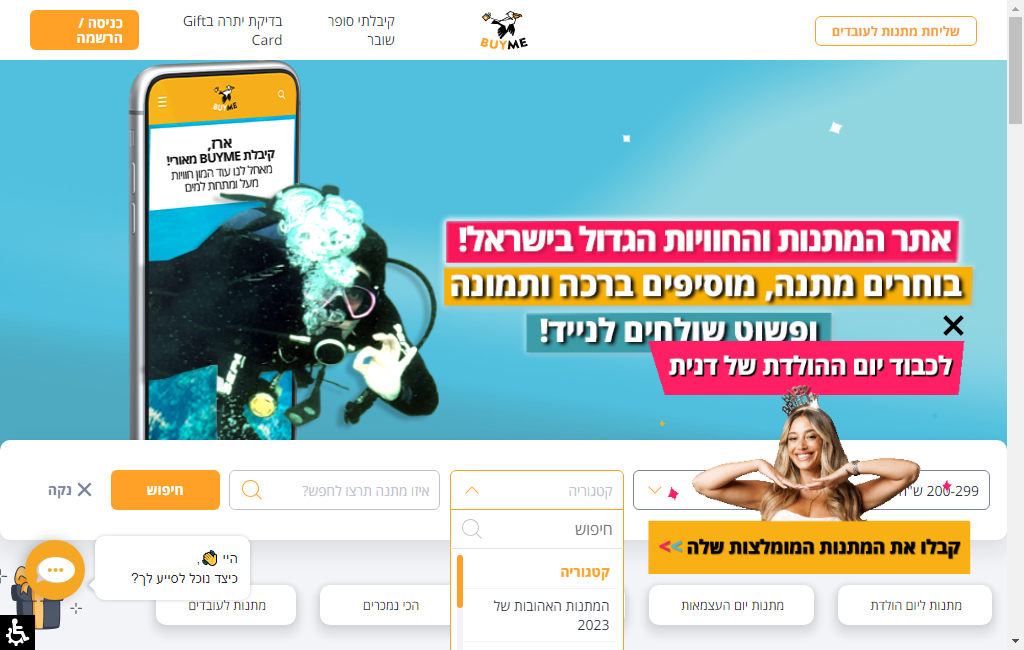 שליחת מתנות לעובדים
BUYME
קיבלתי סופר
שובר
בדיקת יתרה בGift
Card
כניסה /
הרשמה
BUYME
ארז,
קיבלת BUYME מאורי!
מאחל לנו עוד המון חוויות
מעל ומתחת למים
אתר המתנות והחוויות הגדול בישראל!
בוחרים מתנה, מוסיפים ברכה ותמונה
ופשוט שולחים לנייד!
לכבוד יום ההולדת של דנית
200-299 ש"ח
קטגוריה
איזו מתנה תרצו לחפש?
חיפוש
נקה
חיפוש
קטגוריה
המתנות האהובות של
2023
קבלו את המתנות המומלצות שלה >>
היי 👏,
כיצד נוכל לסייע לך?
מתנות ליום הולדת
מתנות יום העצמאות
הכי נמכרים
מתנות לעובדים